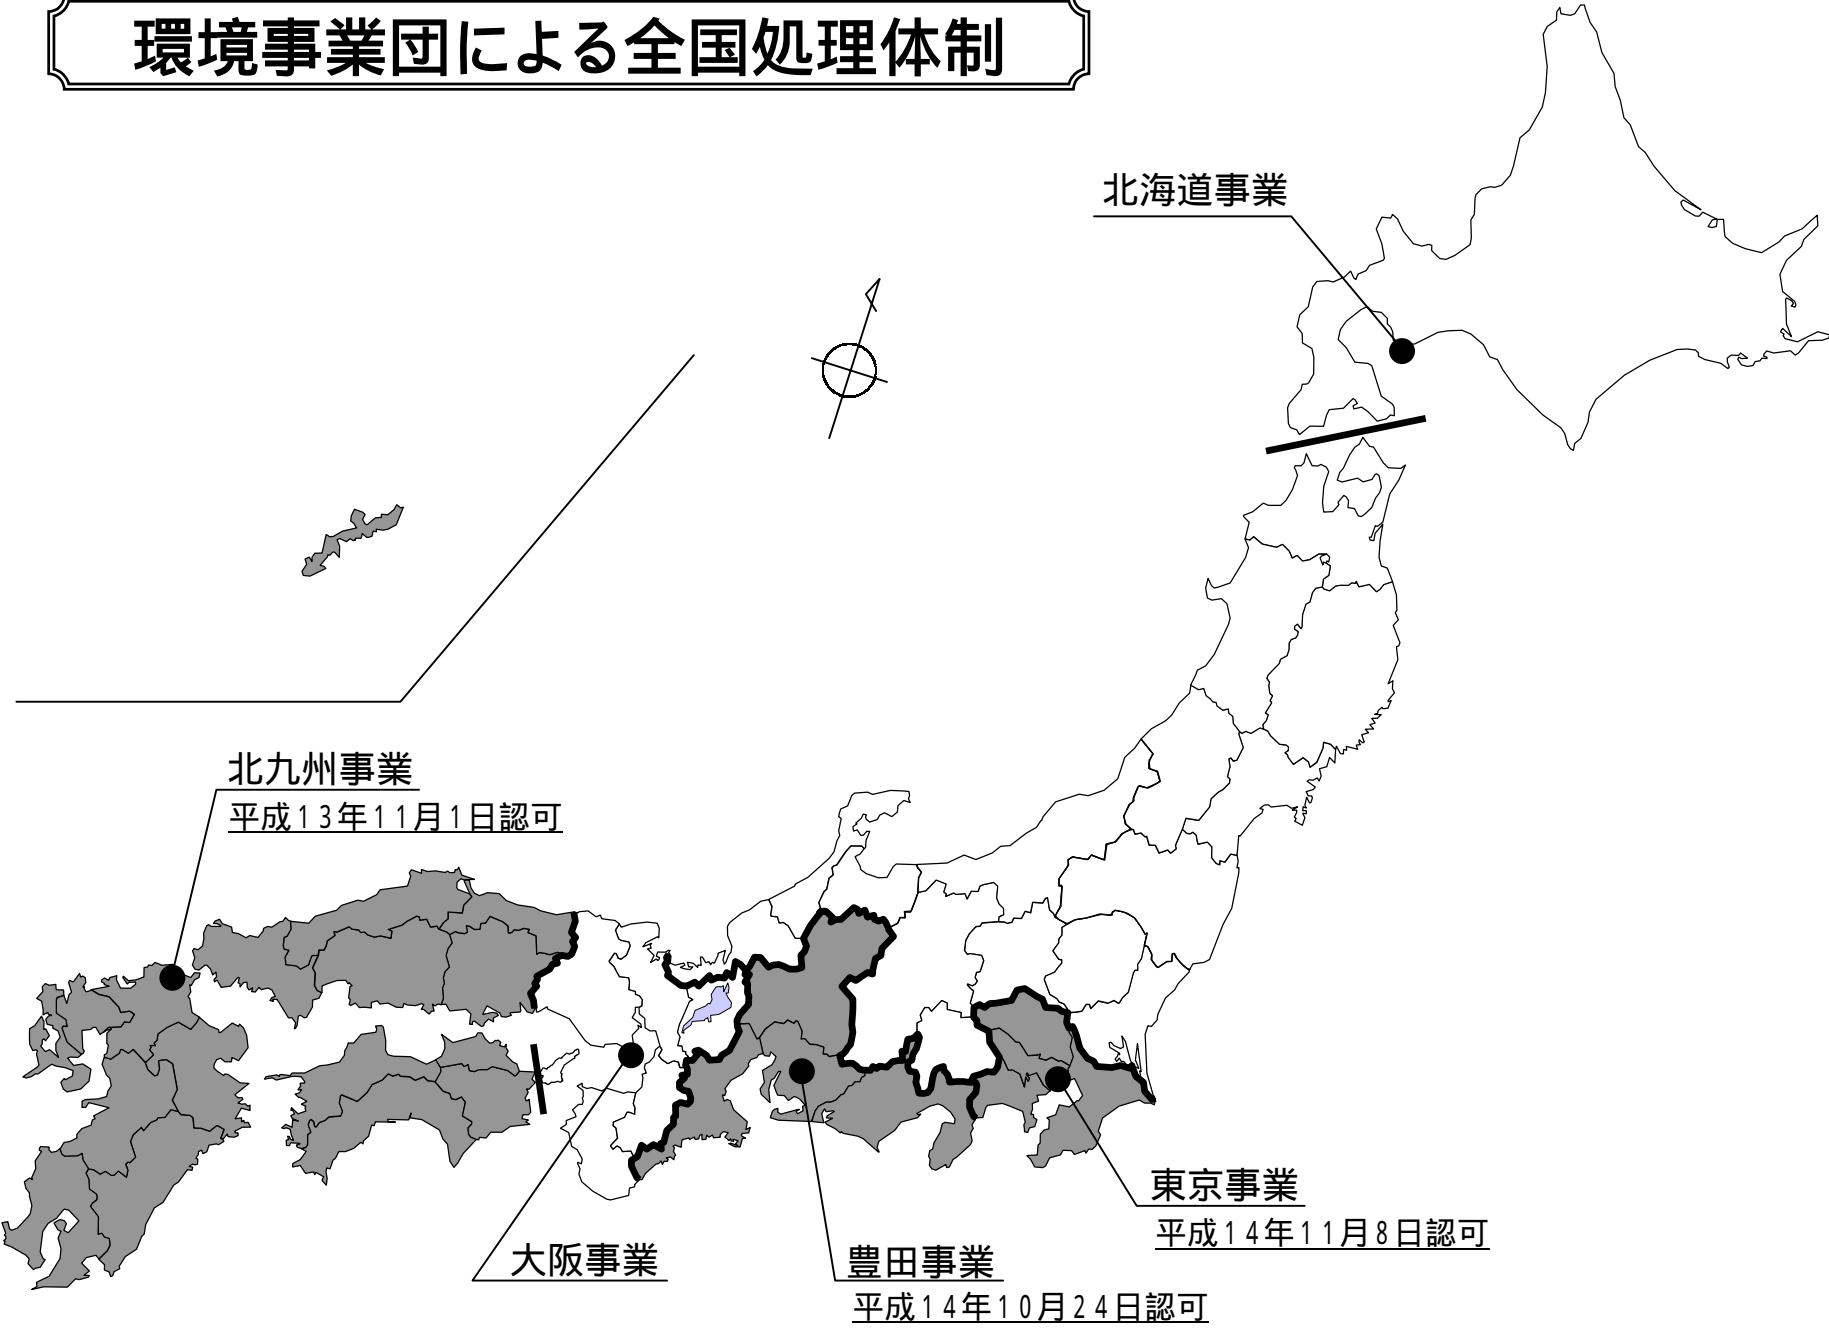 環境事業団による全国処理体制
北海道事業
北九州事業
平成13年11月1日認可
東京事業
平成14年11月8日認可
大阪事業
豊田事業
平成14年10月24日認可